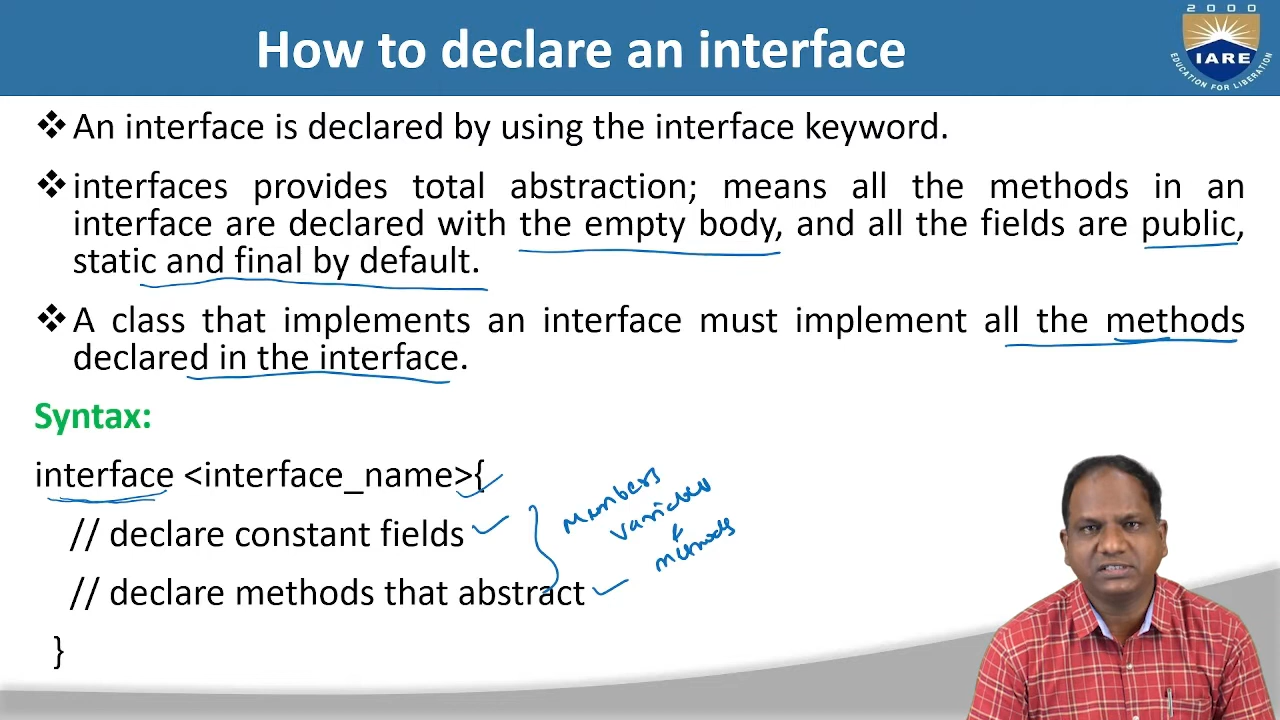 How to declare an interface
2000
IARE
EDUCATION FOR LIBERATION
❖ An interface is declared by using the interface keyword.
❖ interfaces provides total abstraction; means all the methods in an
interface are declared with the empty body, and all the fields are public,
static and final by default.
❖ A class that implements an interface must implement all the methods
declared in the interface.
Syntax:
interface <interface_name>{
// declare constant fields
// declare methods that abstract
}
Members
variables
&
methods